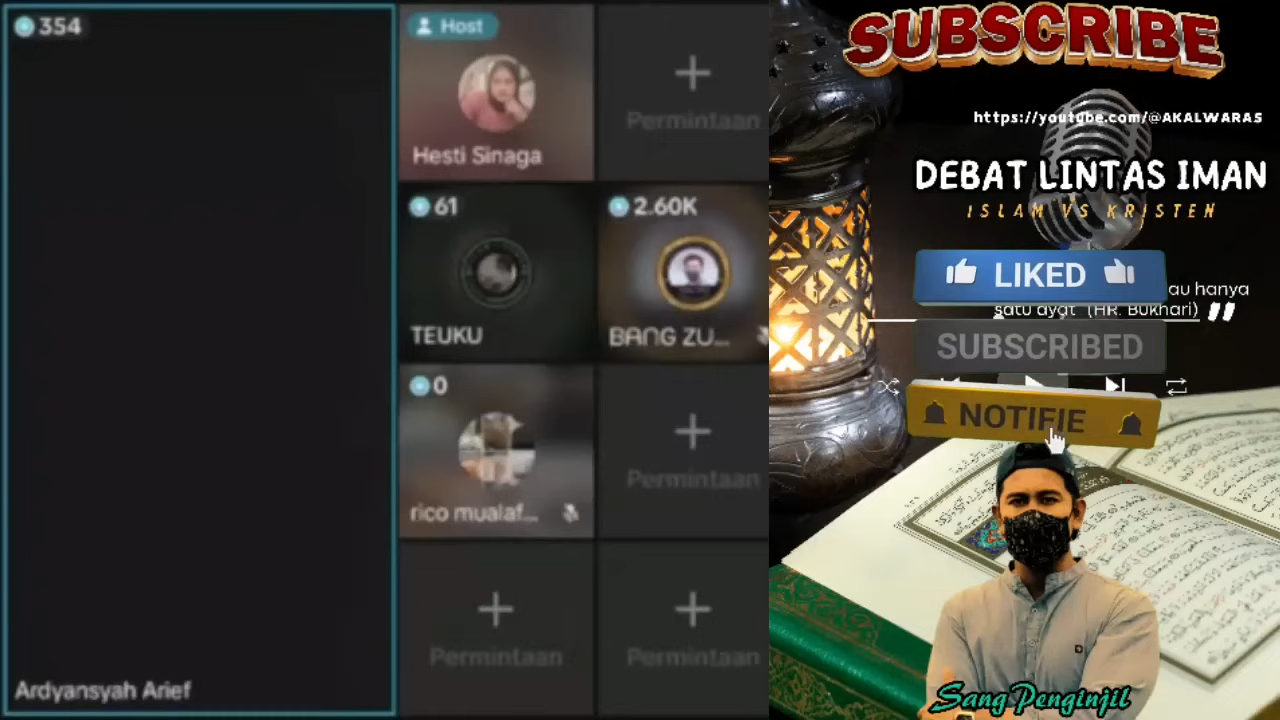 354
Ardyansyah Arief
Host
Hesti Sinaga
Permintaan
61
TEUKU
2.60K
BANG ZU...
0
rico mualaf...
Permintaan
Permintaan
Permintaan
SUBSCRIBE
https://youtube.com/@AKALWARAS
DEBAT LINTAS IMAN
ISLAM VS KRISTEN
LIKED
au hanya
satu ayat" (HR. Bukhari)
SUBSCRIBED
NOTIFIE
Sang Penginjil